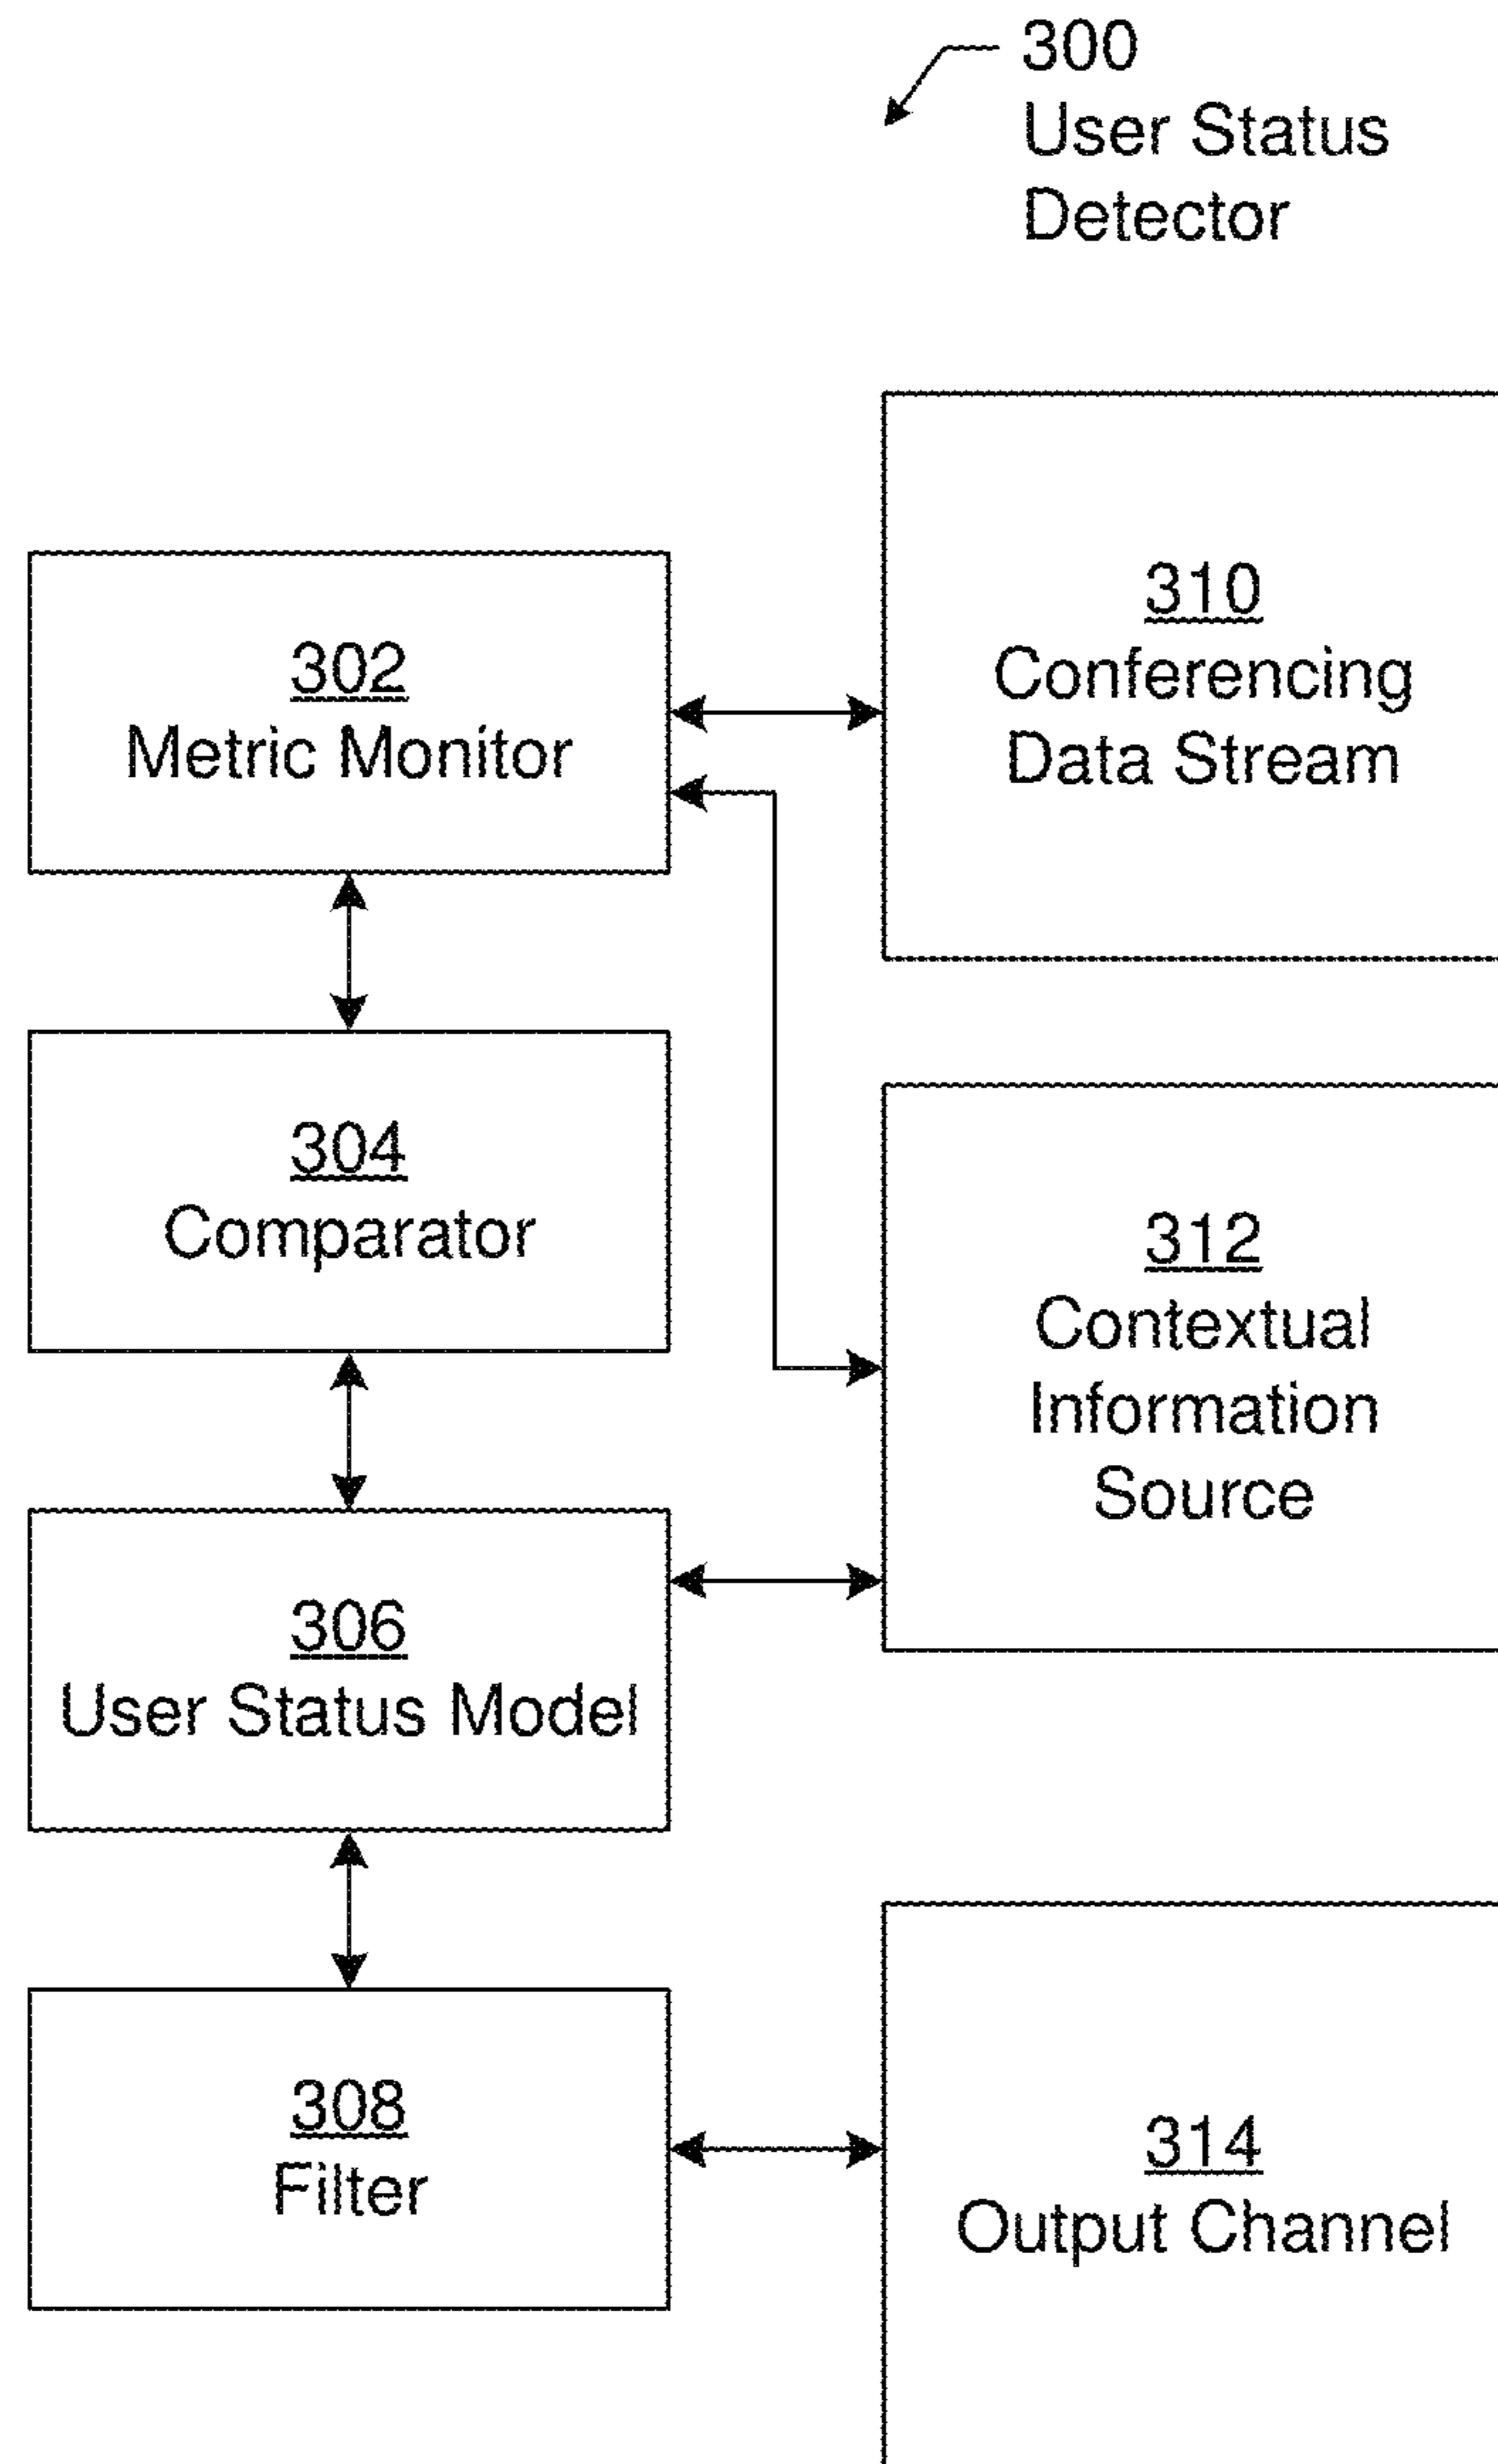 300
User Status
Detector
302
Metric Monitor
310
Conferencing
Data Stream
304
Comparator
312
Contextual
Information
Source
306
User Status Model
308
Filter
314
Output Channel